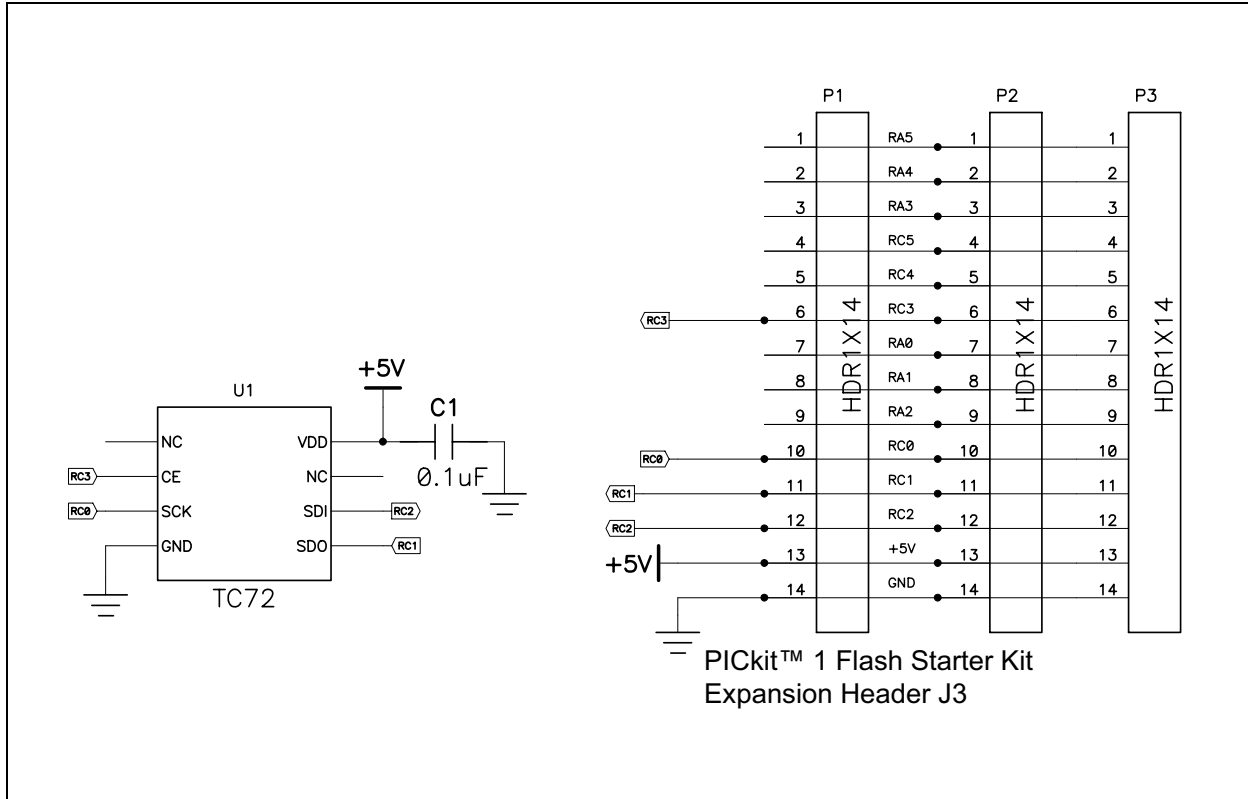 U1
+5V
C1
0.1uF
NC
VDD
RC3
CE
NC
RC0
SCK
SDI
RC2
GND
SDO
RC1
TC72
P1
P2
P3
1 RA5 1 1
2 RA4 2 2
3 RA3 3 3
4 RC5 4 4
5 RC4 5 5
RC3 6 RC3 6 6
7 RA0 7 7
8 RA1 8 8
9 RA2 9 9
RC0 10 RC0 10 10
RC1 11 RC1 11 11
RC2 12 RC2 12 12
+5V 13 +5V 13 13
14 GND 14 14
HDR1X14
HDR1X14
HDR1X14
PICkit™ 1 Flash Starter Kit
Expansion Header J3